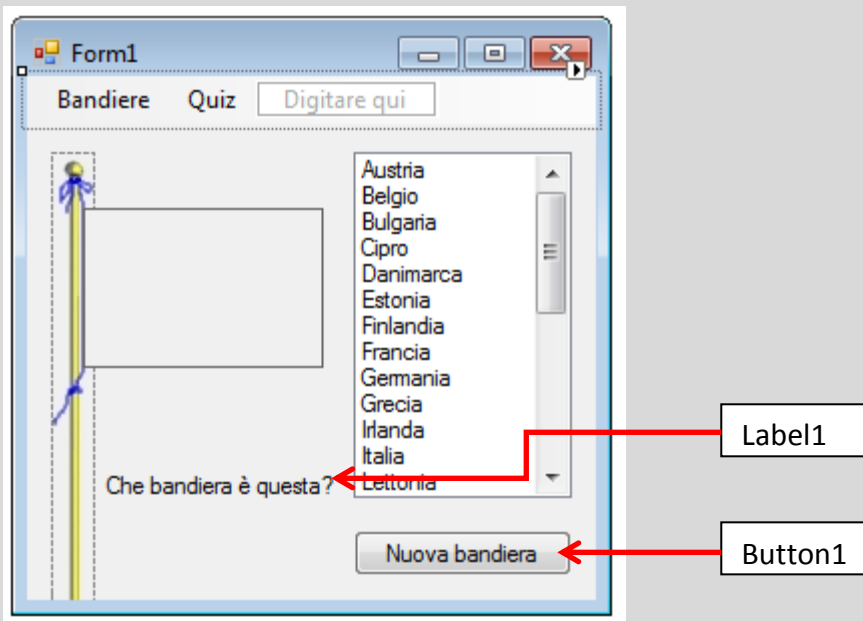 Form1
Bandiere Quiz Digitare qui
Austria
Belgio
Bulgaria
Cipro
Danimarca
Estonia
Finlandia
Francia
Germania
Grecia
Irlanda
Italia
Lettonia
Che bandiera è questa?
Nuova bandiera
Label1
Button1